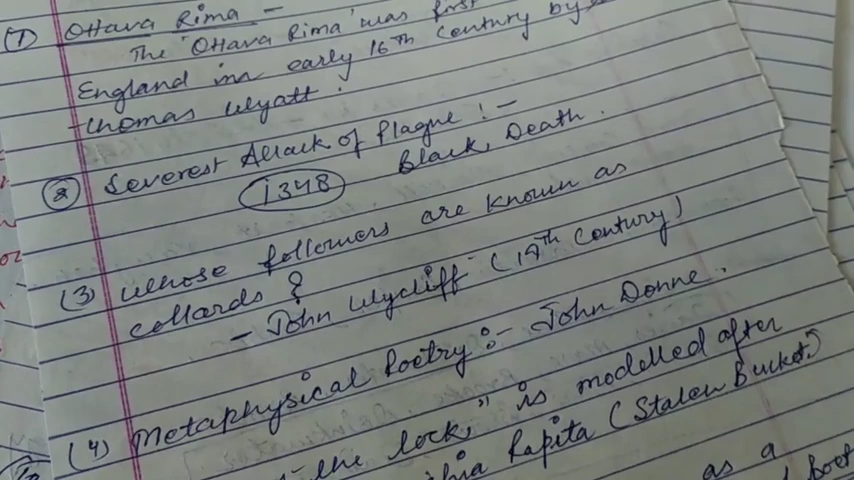 (1) Ottava Rima -
The 'Ottava Rima' was first
England in early 16th Century by
Thomas Wyatt.
(2) Severest Attack of Plague :-
1348 Black Death.
(3) Whose followers are known as
collards ?
- John Wycliff (14th Century)
(4) Metaphysical Poetry :- John Donne.
the lock," is modelled after
Rapita (Stalen Bucket)
as a